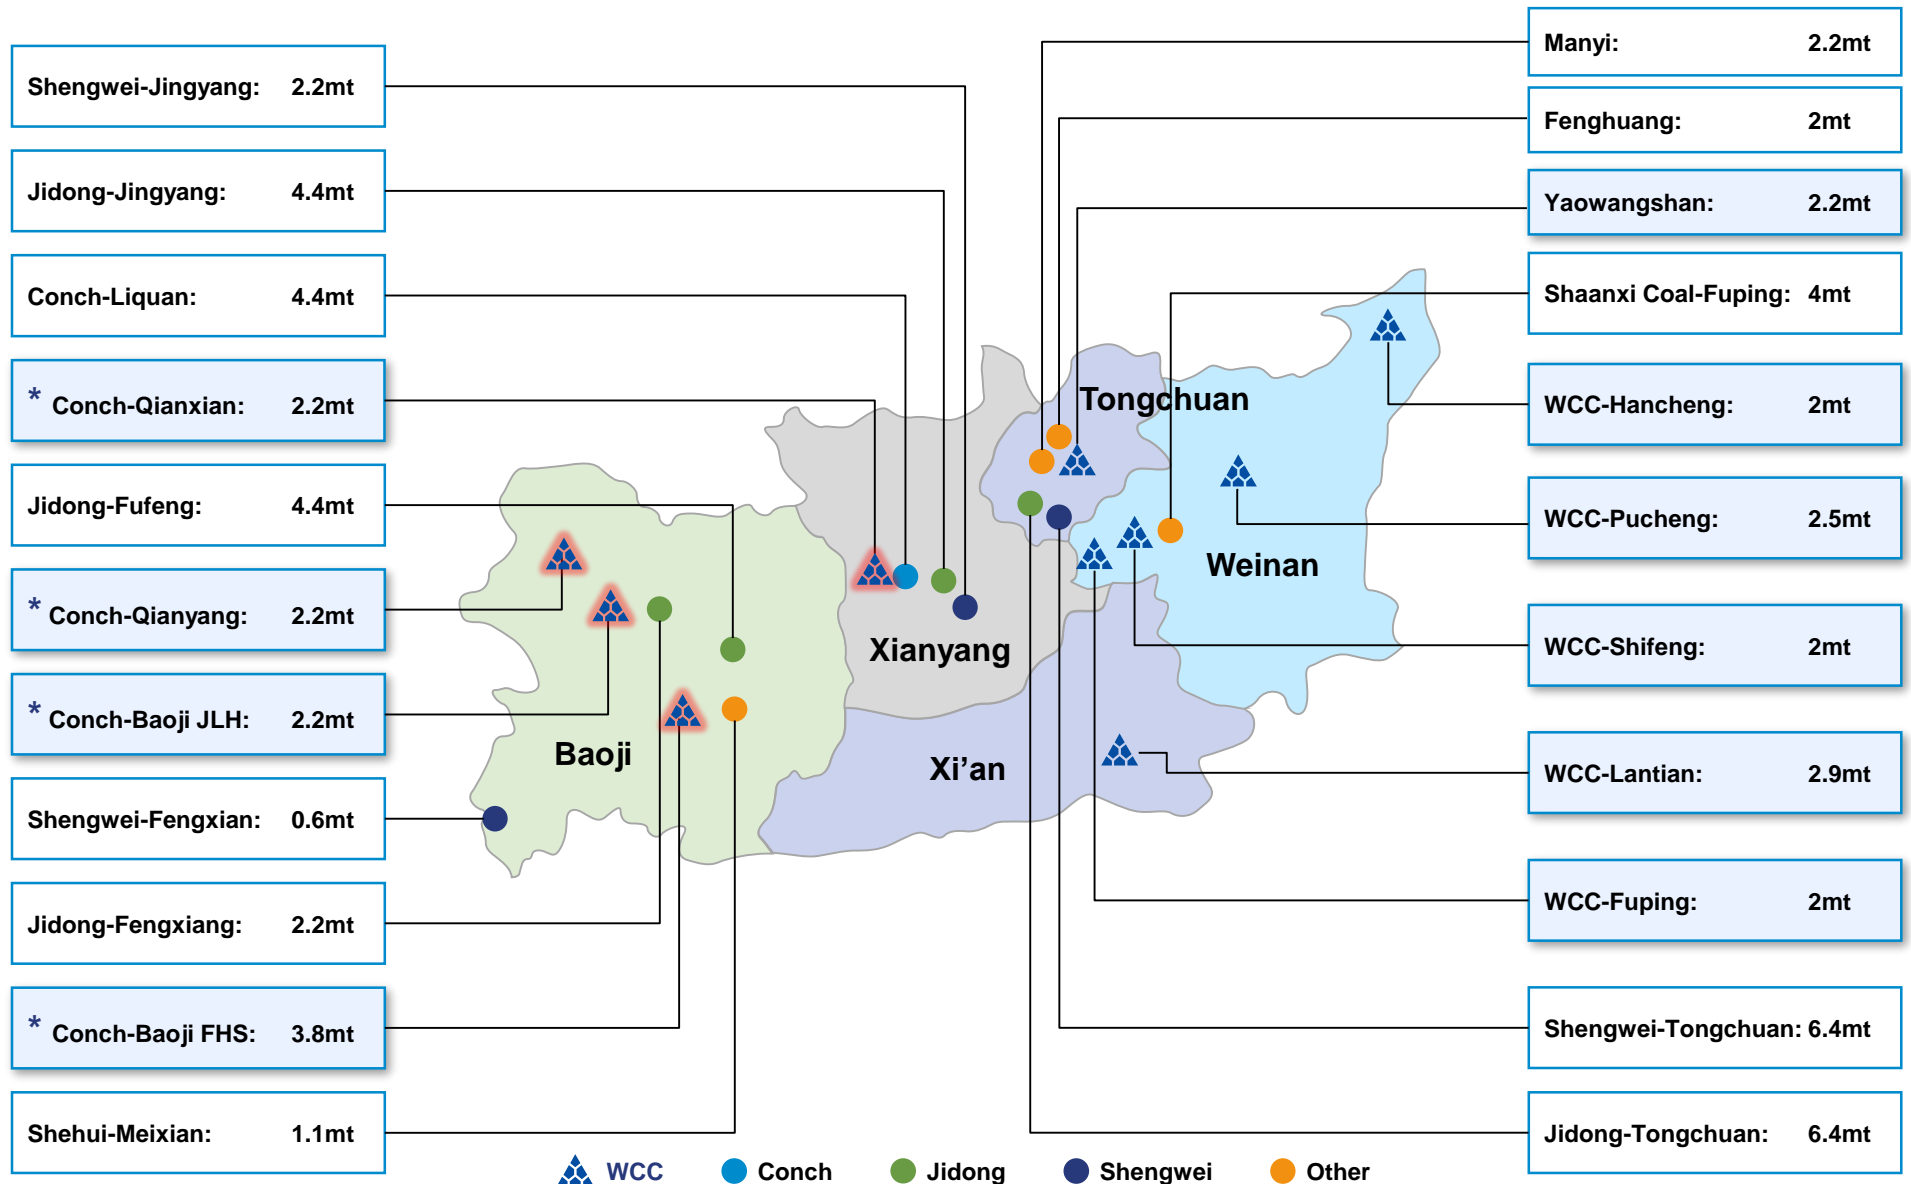 Shengwei-Jingyang: 2.2mt
Jidong-Jingyang: 4.4mt
Conch-Liquan: 4.4mt
* Conch-Qianxian: 2.2mt
Jidong-Fufeng: 4.4mt
* Conch-Qianyang: 2.2mt
* Conch-Baoji JLH: 2.2mt
Shengwei-Fengxian: 0.6mt
Jidong-Fengxiang: 2.2mt
* Conch-Baoji FHS: 3.8mt
Shehui-Meixian: 1.1mt
Tongchuan
Weinan
Xianyang
Baoji
Xi’an
Manyi: 2.2mt
Fenghuang: 2mt
Yaowangshan: 2.2mt
Shaanxi Coal-Fuping: 4mt
WCC-Hancheng: 2mt
WCC-Pucheng: 2.5mt
WCC-Shifeng: 2mt
WCC-Lantian: 2.9mt
WCC-Fuping: 2mt
Shengwei-Tongchuan: 6.4mt
Jidong-Tongchuan: 6.4mt
WCC Conch Jidong Shengwei Other